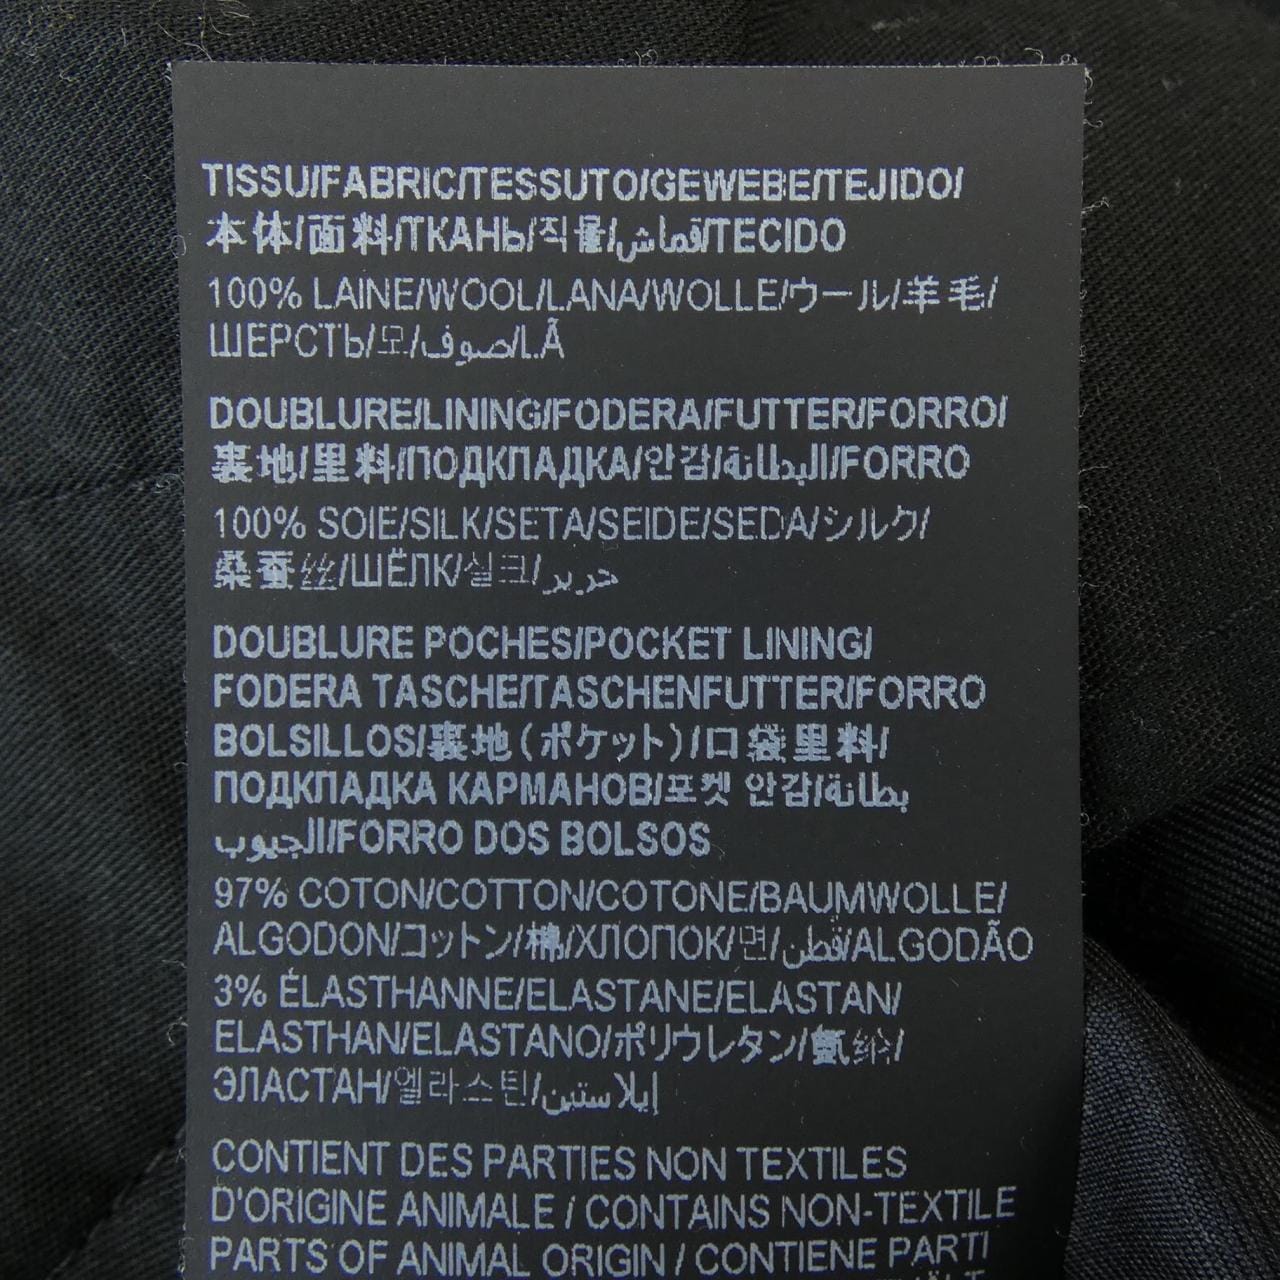 TISSU/FABRIC/TESSUTO/GEWEBE/TEJIDO/
本体/面料/ТКАНЬ/직물/قماش/TECIDO
100% LAINE/WOOL/LANA/WOLLE/ウール/羊毛/
ШЕРСТЬ/모/صوف/LÃ
DOUBLURE/LINING/FODERA/FUTTER/FORRO/
裏地/里料/ПОДКПАДКА/안감/البطانة/FORRO
100% SOIE/SILK/SETA/SEIDE/SEDA/シルク/
桑蚕丝/ШЁЛК/실크/حرير
DOUBLURE POCHES/POCKET LINING/
FODERA TASCHE/TASCHENFUTTER/FORRO
BOLSILLOS/裏地(ポケット)/口袋里料/
ПОДКПАДКА КАРМАНОВ/포켓 안감/بطانة
الجيوب/FORRO DOS BOLSOS
97% COTON/COTTON/COTONE/BAUMWOLLE/
ALGODON/コットン/棉/ХЛОПОК/면/قطن/ALGODÃO
3% ÉLASTHANNE/ELASTANE/ELASTAN/
ELASTHAN/ELASTANO/ポリウレタン/氨纶/
ЭЛАСТАН/엘라스틴/إيلاستين
CONTIENT DES PARTIES NON TEXTILES
D'ORIGINE ANIMALE / CONTAINS NON-TEXTILE
PARTS OF ANIMAL ORIGIN / CONTIENE PARTI